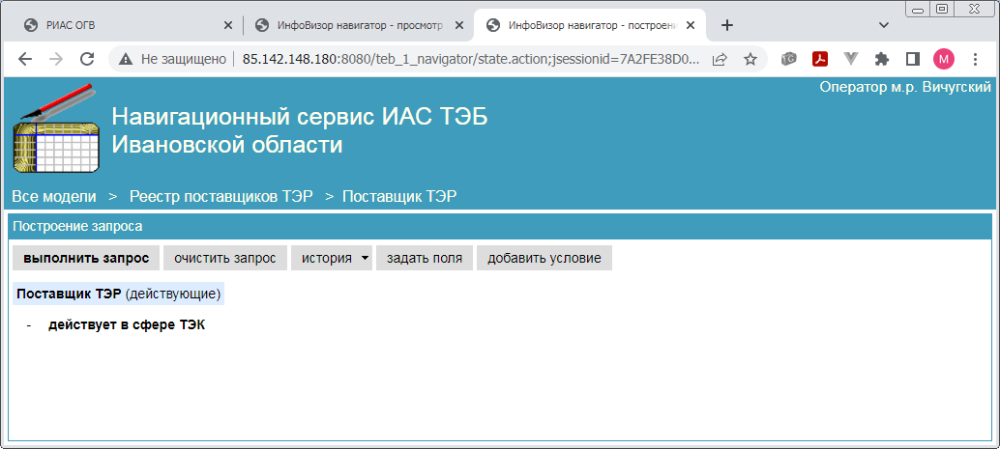 РИАС ОГВ
ИнфоВизор навигатор - просмотр
ИнфоВизор навигатор - построени
Не защищено
85.142.148.180:8080/teb_1_navigator/state.action;jsessionid=7A2FE38D0...
M
Оператор м.р. Вичугский
Навигационный сервис ИАС ТЭБ
Ивановской области
Все модели > Реестр поставщиков ТЭР > Поставщик ТЭР
Построение запроса
выполнить запрос очистить запрос история задать поля добавить условие
Поставщик ТЭР (действующие)
- действует в сфере ТЭК